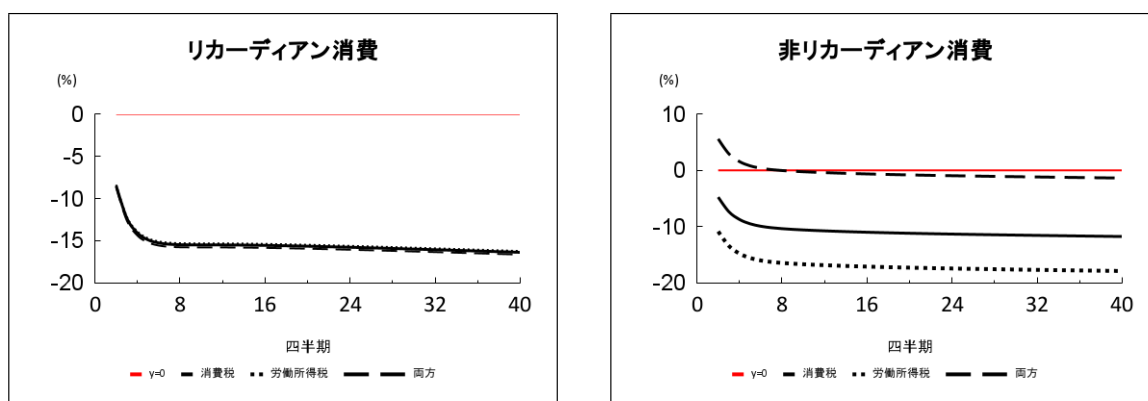 リカーディアン消費
(%)
0
-5
-10
-15
-20
0 8 16 24 32 40
四半期
y=0 消費税 労働所得税 両方
非リカーディアン消費
(%)
10
0
-10
-20
0 8 16 24 32 40
四半期
y=0 消費税 労働所得税 両方